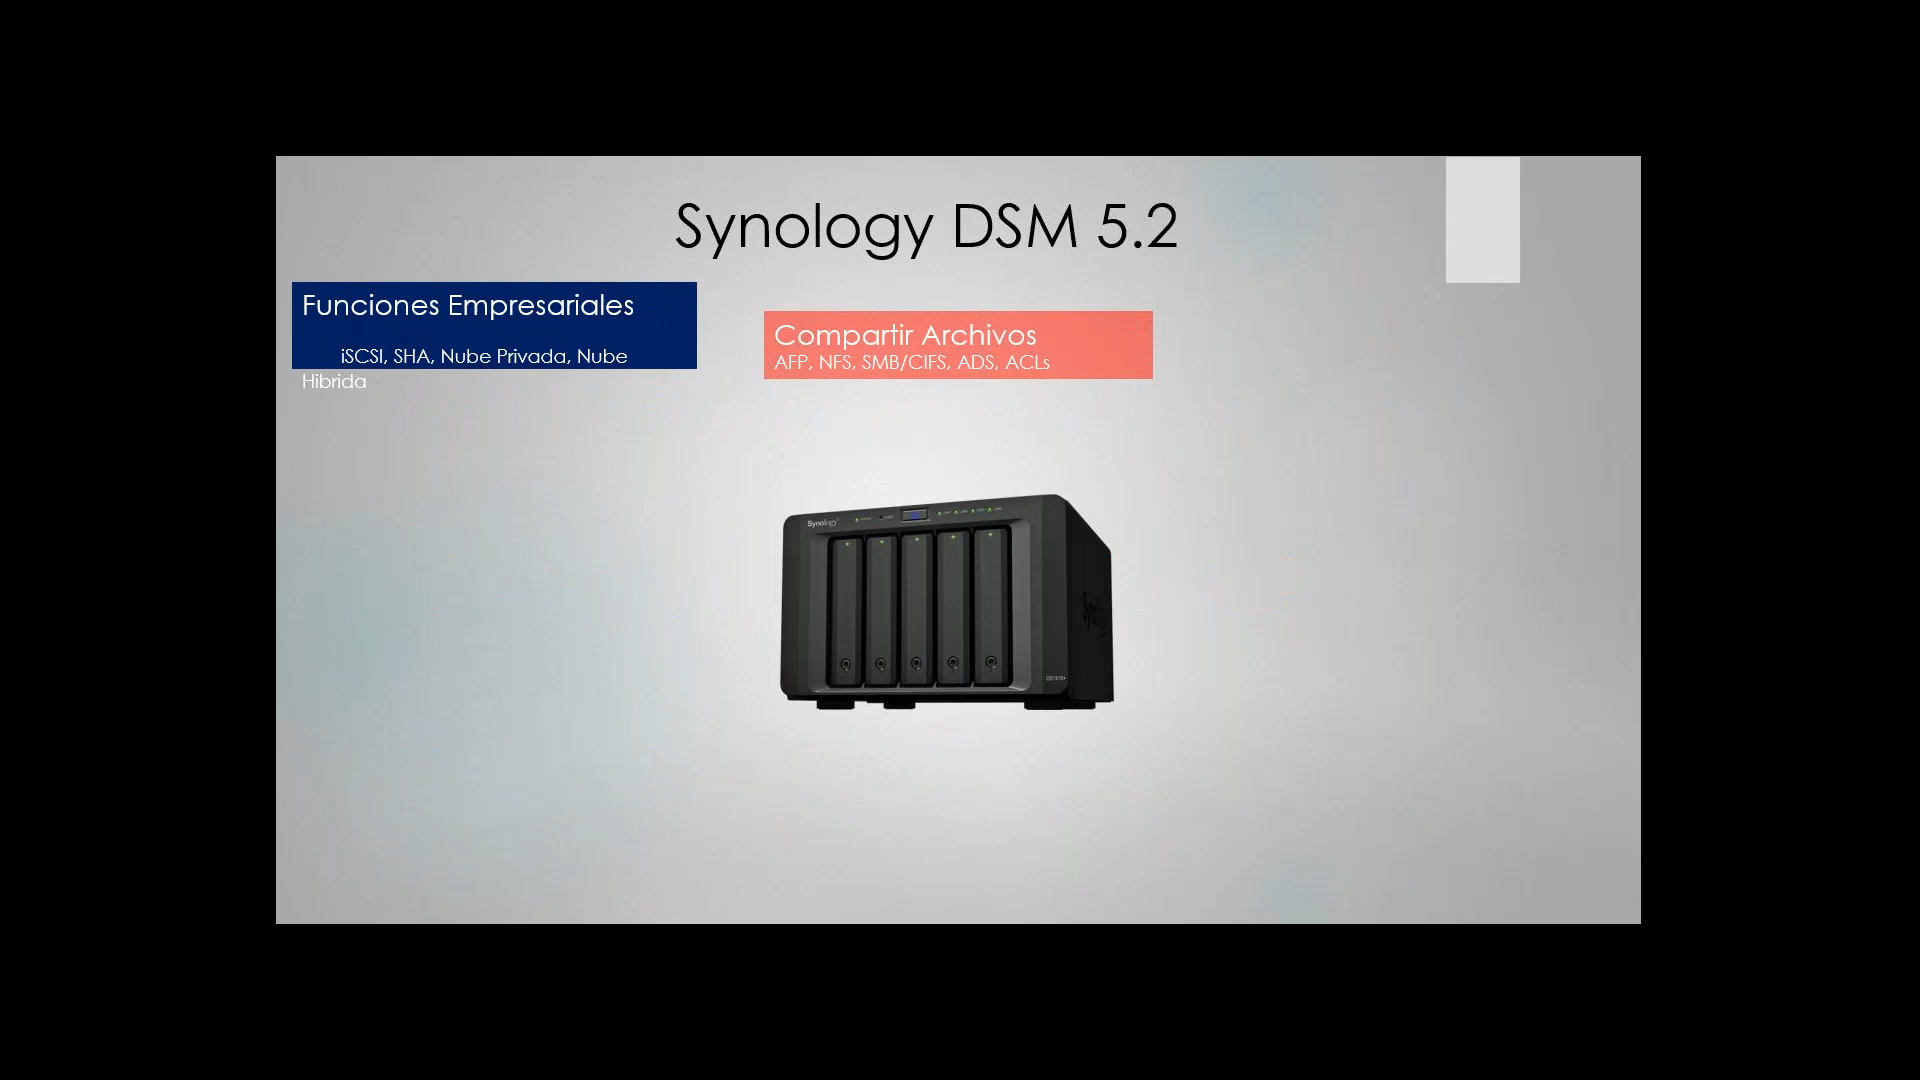 Synology DSM 5.2
Funciones Empresariales
iSCSI, SHA, Nube Privada, Nube
Hibrida
Compartir Archivos
AFP, NFS, SMB/CIFS, ADS, ACLs
Synology
Synology